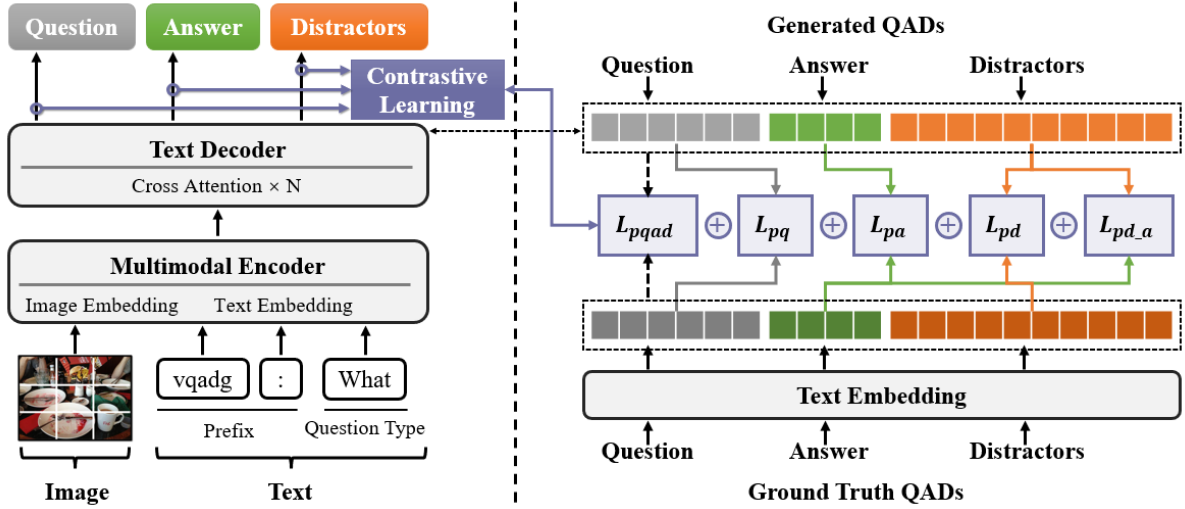 Question
Answer
Distractors
Contrastive
Learning
Text Decoder
Cross Attention × N
Multimodal Encoder
Image Embedding
Text Embedding
vqadg
:
What
Prefix
Question Type
Image
Text
Generated QADs
Question
Answer
Distractors
L_pqad
+
L_pq
+
L_pa
+
L_pd
+
L_pd_a
Text Embedding
Question
Answer
Distractors
Ground Truth QADs